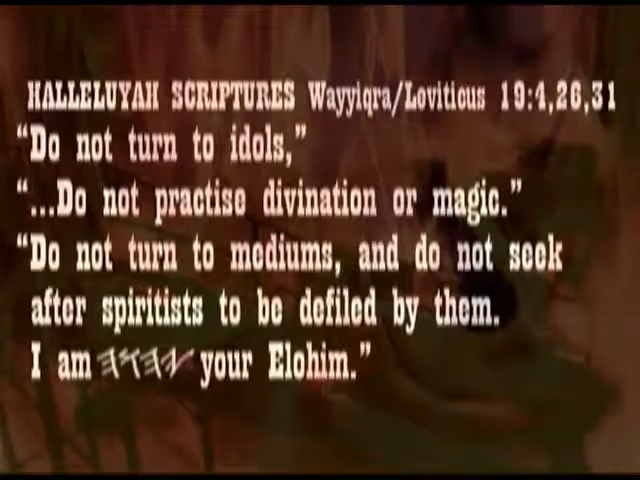 HALLELUYAH SCRIPTURES Wayyiqra/Leviticus 19:4,26,31
“Do not turn to idols,”
“...Do not practise divination or magic.”
“Do not turn to mediums, and do not seek
after spiritists to be defiled by them.
I am 𐤉𐤄𐤅𐤄 your Elohim.”